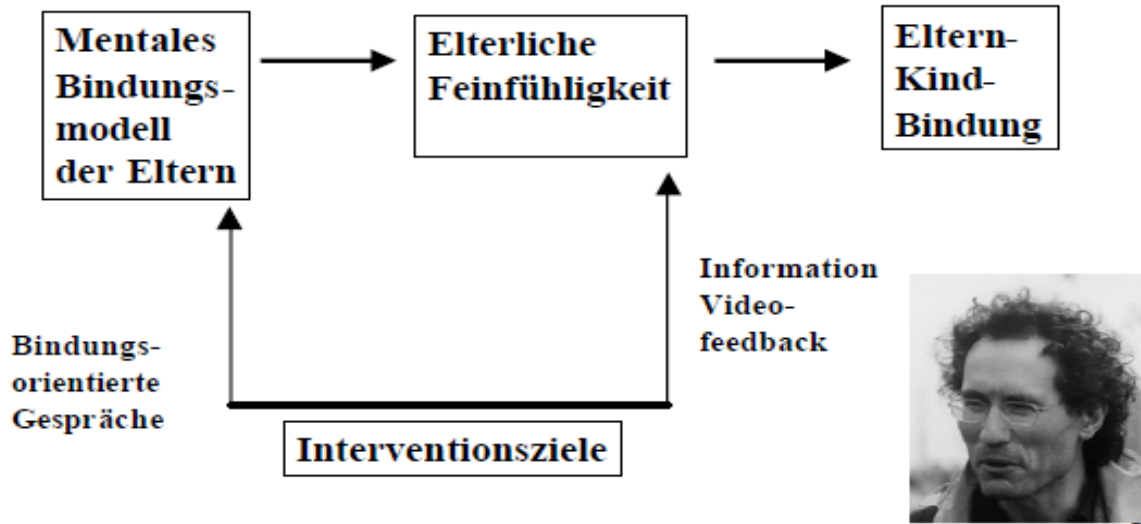 Mentales
Bindungs-
modell
der Eltern
Elterliche
Feinfühligkeit
Eltern-
Kind-
Bindung
Bindungs-
orientierte
Gespräche
Information
Video-
feedback
Interventionsziele